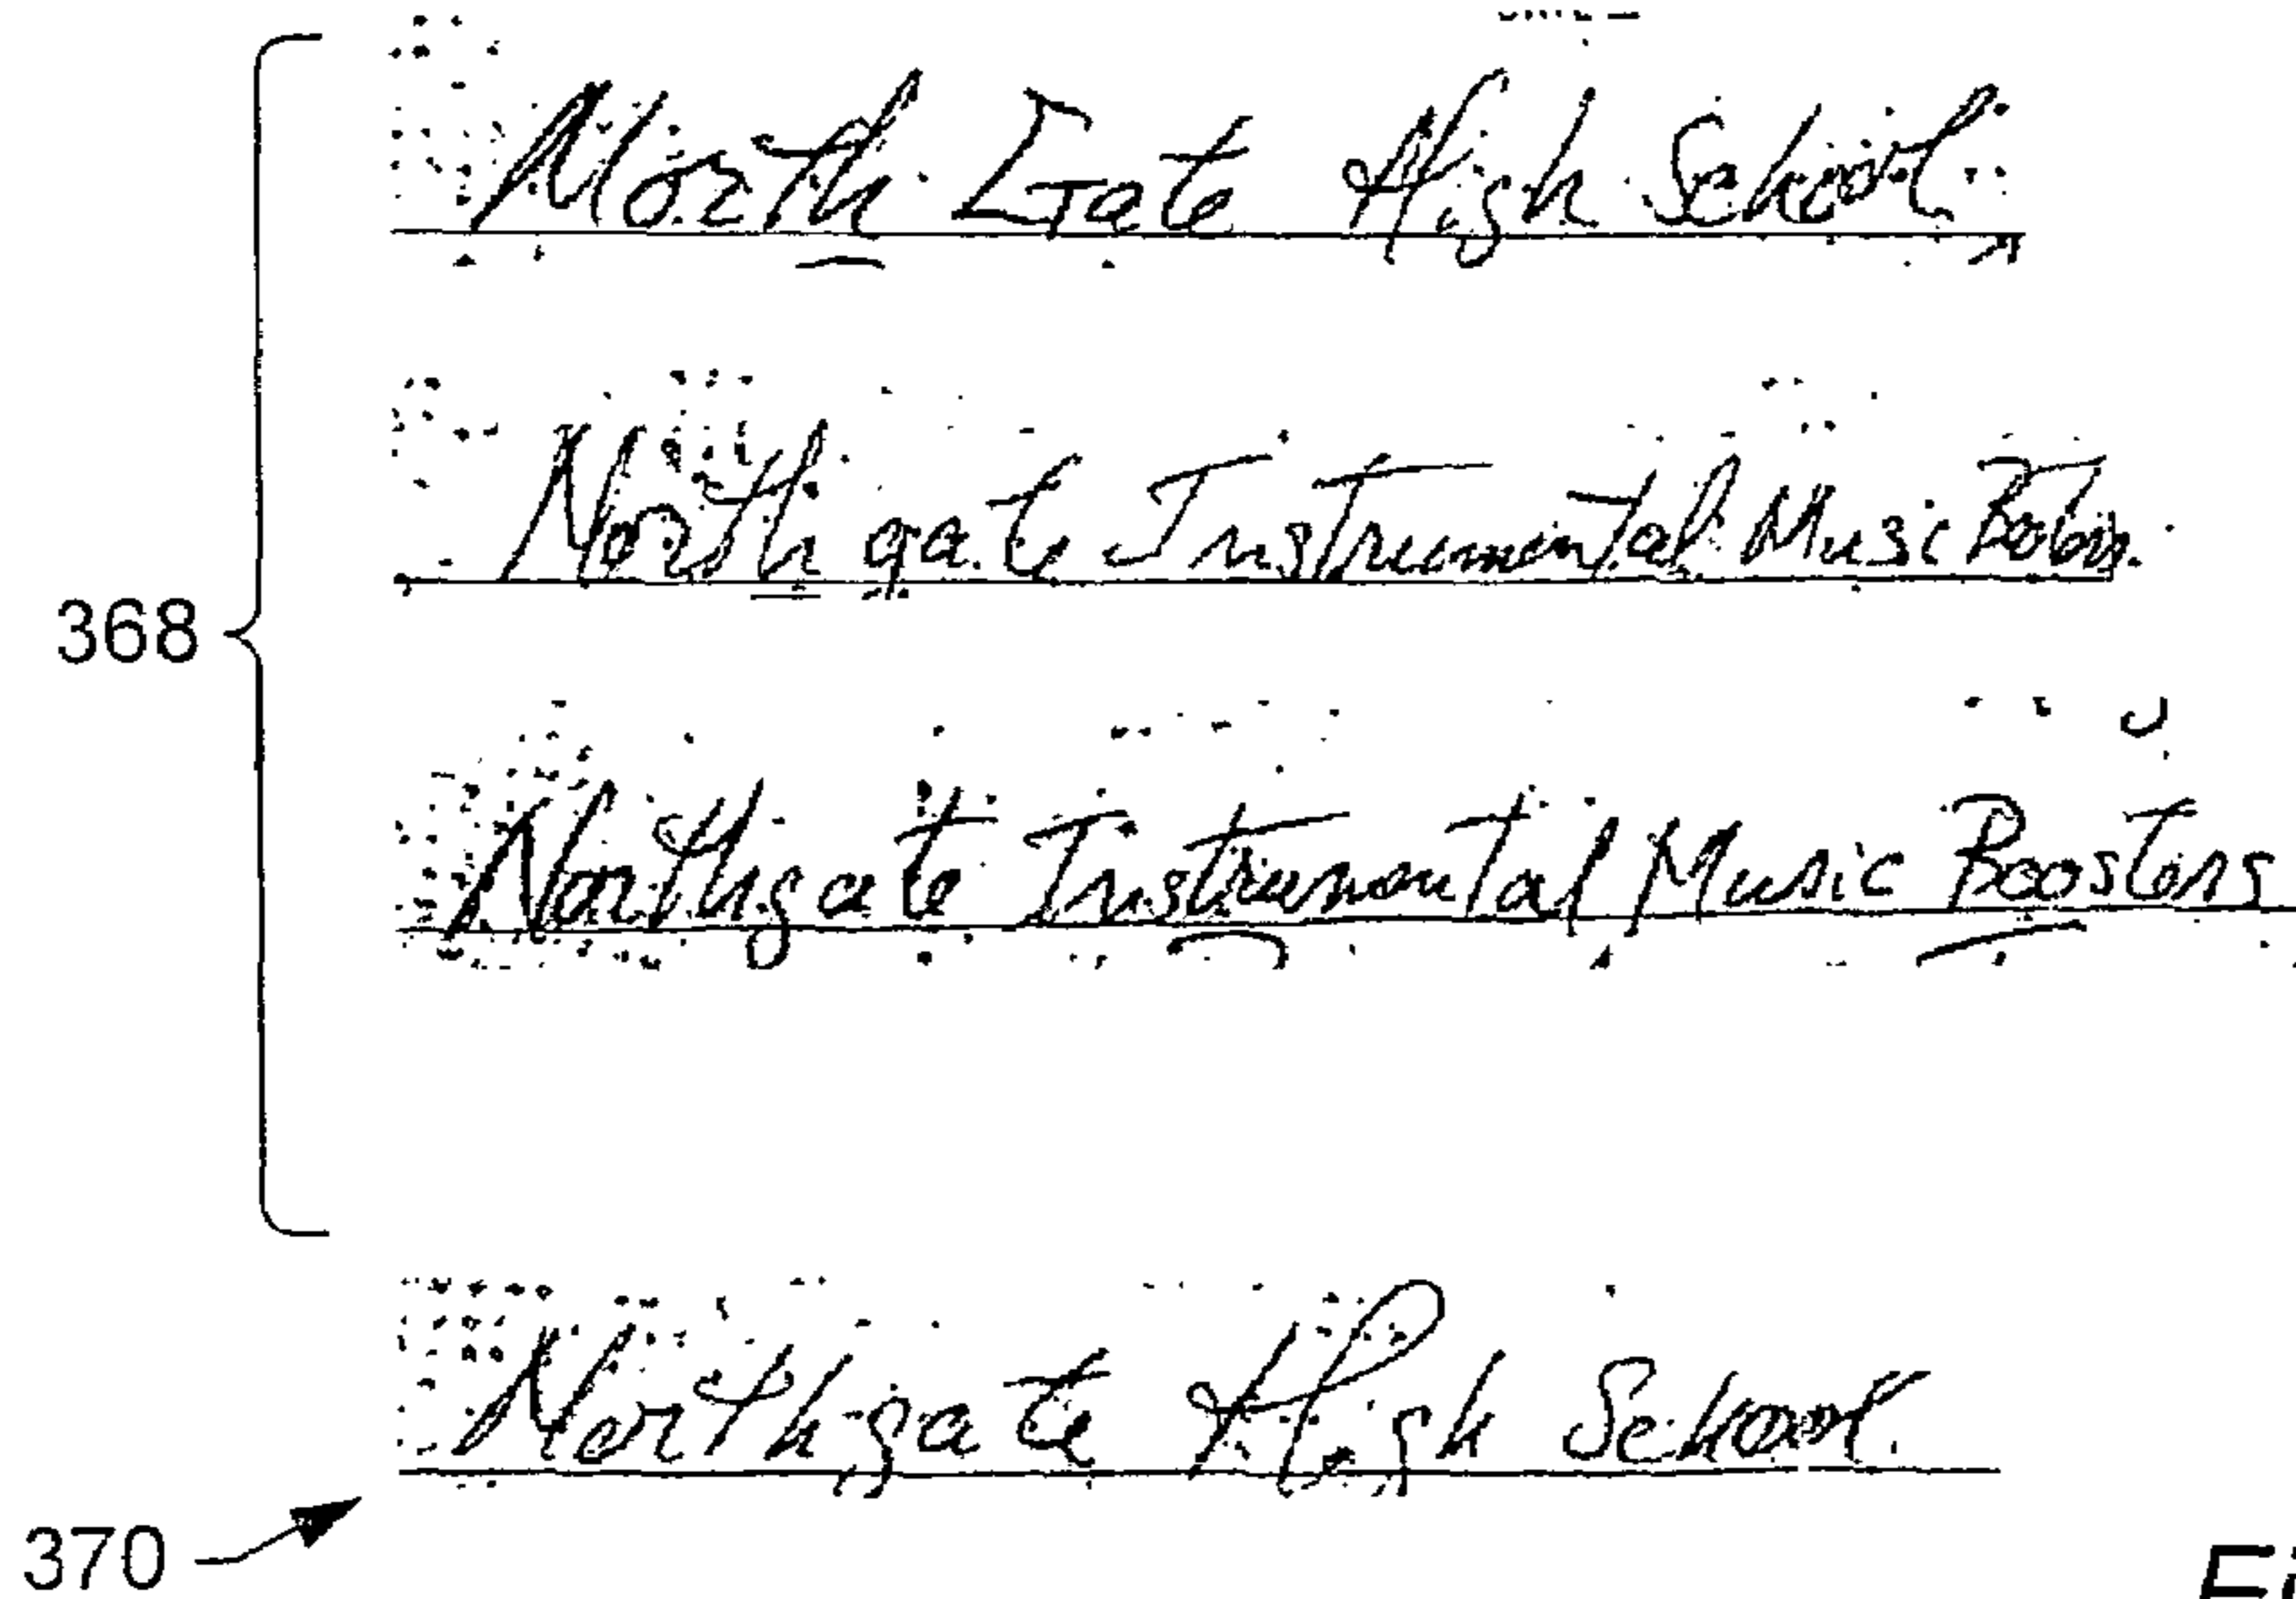 North Gate High School
368
Northgate Instrumental Music
Northgate Instrumental Music Boosters
Northgate High School
370